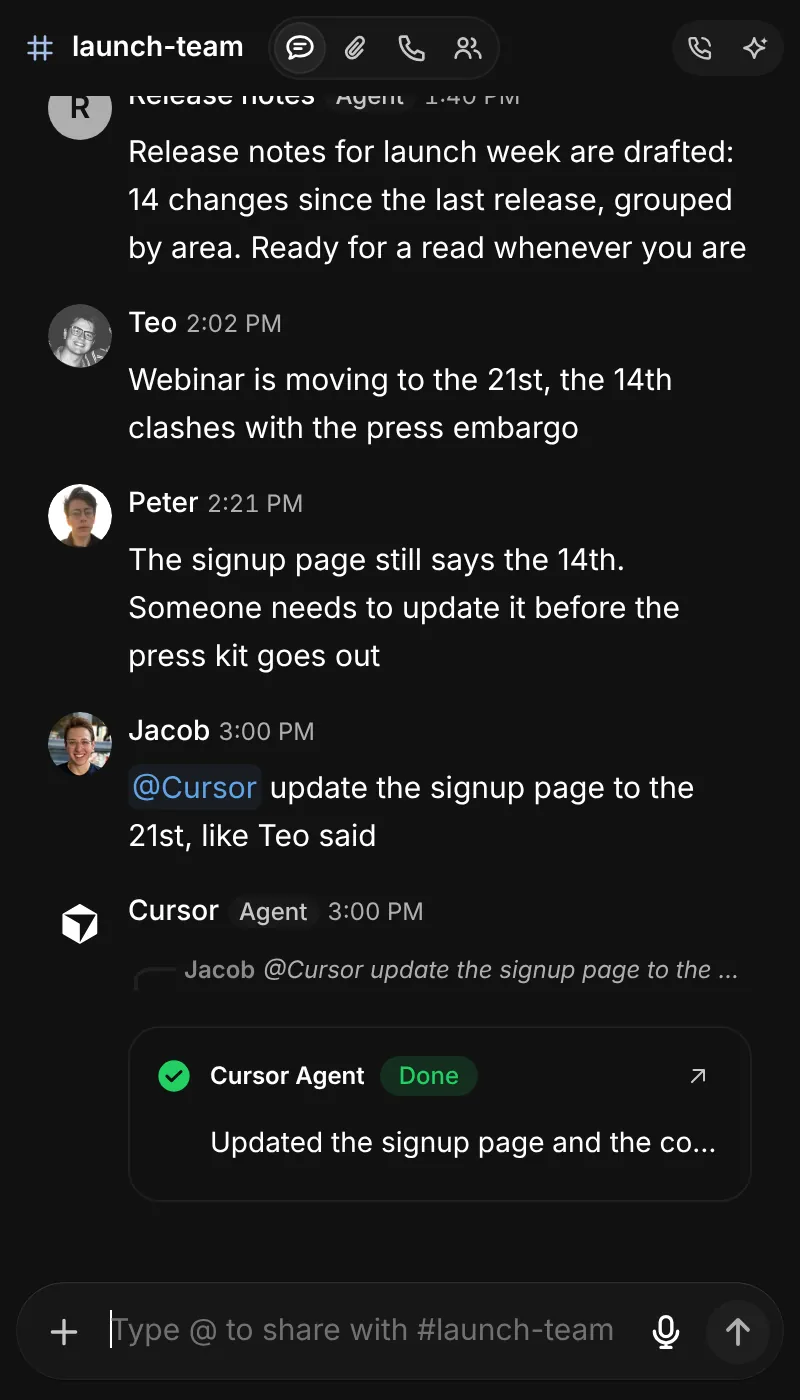 launch-team
R Release notes Agent 1:40 PM
Release notes for launch week are drafted:
14 changes since the last release, grouped
by area. Ready for a read whenever you are
Teo 2:02 PM
Webinar is moving to the 21st, the 14th
clashes with the press embargo
Peter 2:21 PM
The signup page still says the 14th.
Someone needs to update it before the
press kit goes out
Jacob 3:00 PM
@Cursor update the signup page to the
21st, like Teo said
Cursor Agent 3:00 PM
Jacob @Cursor update the signup page to the ...
Cursor Agent Done
Updated the signup page and the co...
Type @ to share with #launch-team